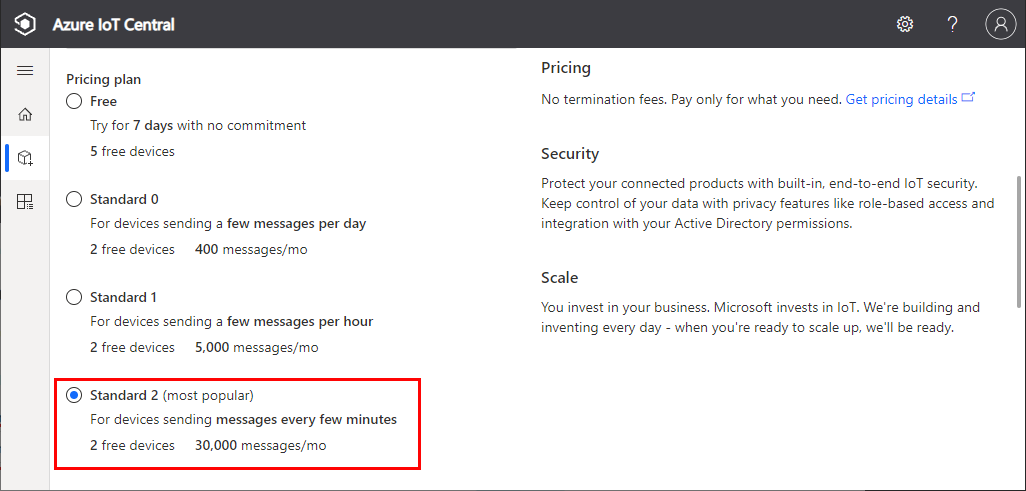 Azure IoT Central
?
Pricing plan
Free
Try for 7 days with no commitment
5 free devices
Standard 0
For devices sending a few messages per day
2 free devices 400 messages/mo
Standard 1
For devices sending a few messages per hour
2 free devices 5,000 messages/mo
Standard 2 (most popular)
For devices sending messages every few minutes
2 free devices 30,000 messages/mo
Pricing
No termination fees. Pay only for what you need. Get pricing details
Security
Protect your connected products with built-in, end-to-end IoT security.
Keep control of your data with privacy features like role-based access and
integration with your Active Directory permissions.
Scale
You invest in your business. Microsoft invests in IoT. We're building and
inventing every day - when you're ready to scale up, we'll be ready.